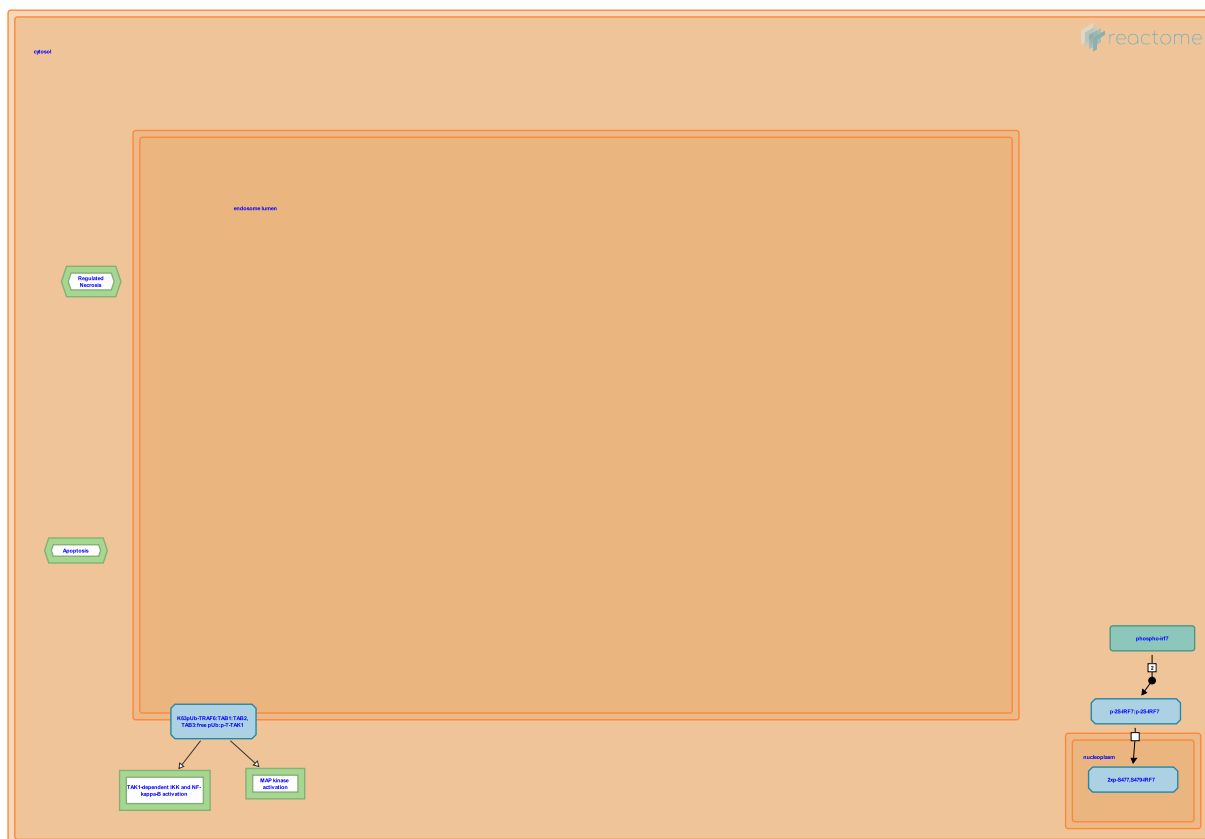 reactome
cytosol
endosome lumen
Regulated
Necrosis
Apoptosis
phospho-irf7
2
p-2S-IRF7:p-2S-IRF7
K63pUb-TRAF6:TAB1:TAB2,
TAB3:free pUb:p-T-TAK1
nucleoplasm
2xp-S477,S479-IRF7
TAK1-dependent IKK and NF-
kappa-B activation
MAP kinase
activation